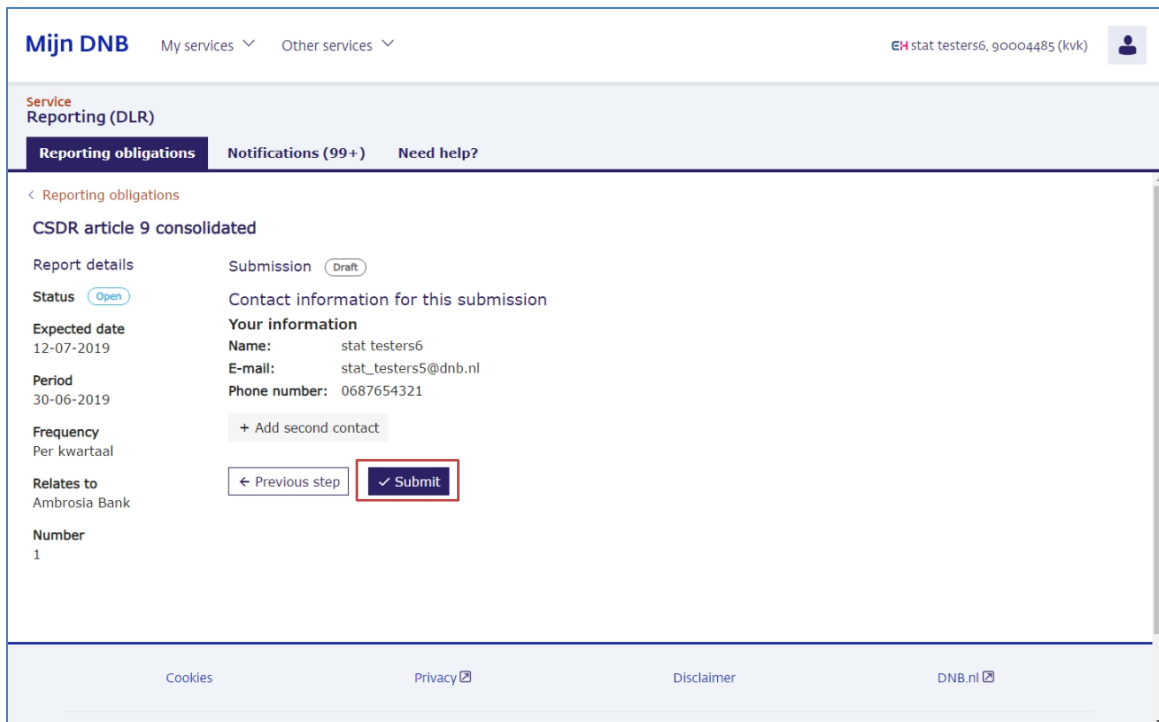 Mijn DNB My services Other services EH stat testers6, 90004485 (kvk)
Service
Reporting (DLR)
Reporting obligations Notifications (99+) Need help?
< Reporting obligations
CSDR article 9 consolidated
Report details
Status Open
Expected date
12-07-2019
Period
30-06-2019
Frequency
Per kwartaal
Relates to
Ambrosia Bank
Number
1
Submission Draft
Contact information for this submission
Your information
Name: stat testers6
E-mail: stat_testers5@dnb.nl
Phone number: 0687654321
+ Add second contact
← Previous step ✓ Submit
Cookies Privacy Disclaimer DNB.nl